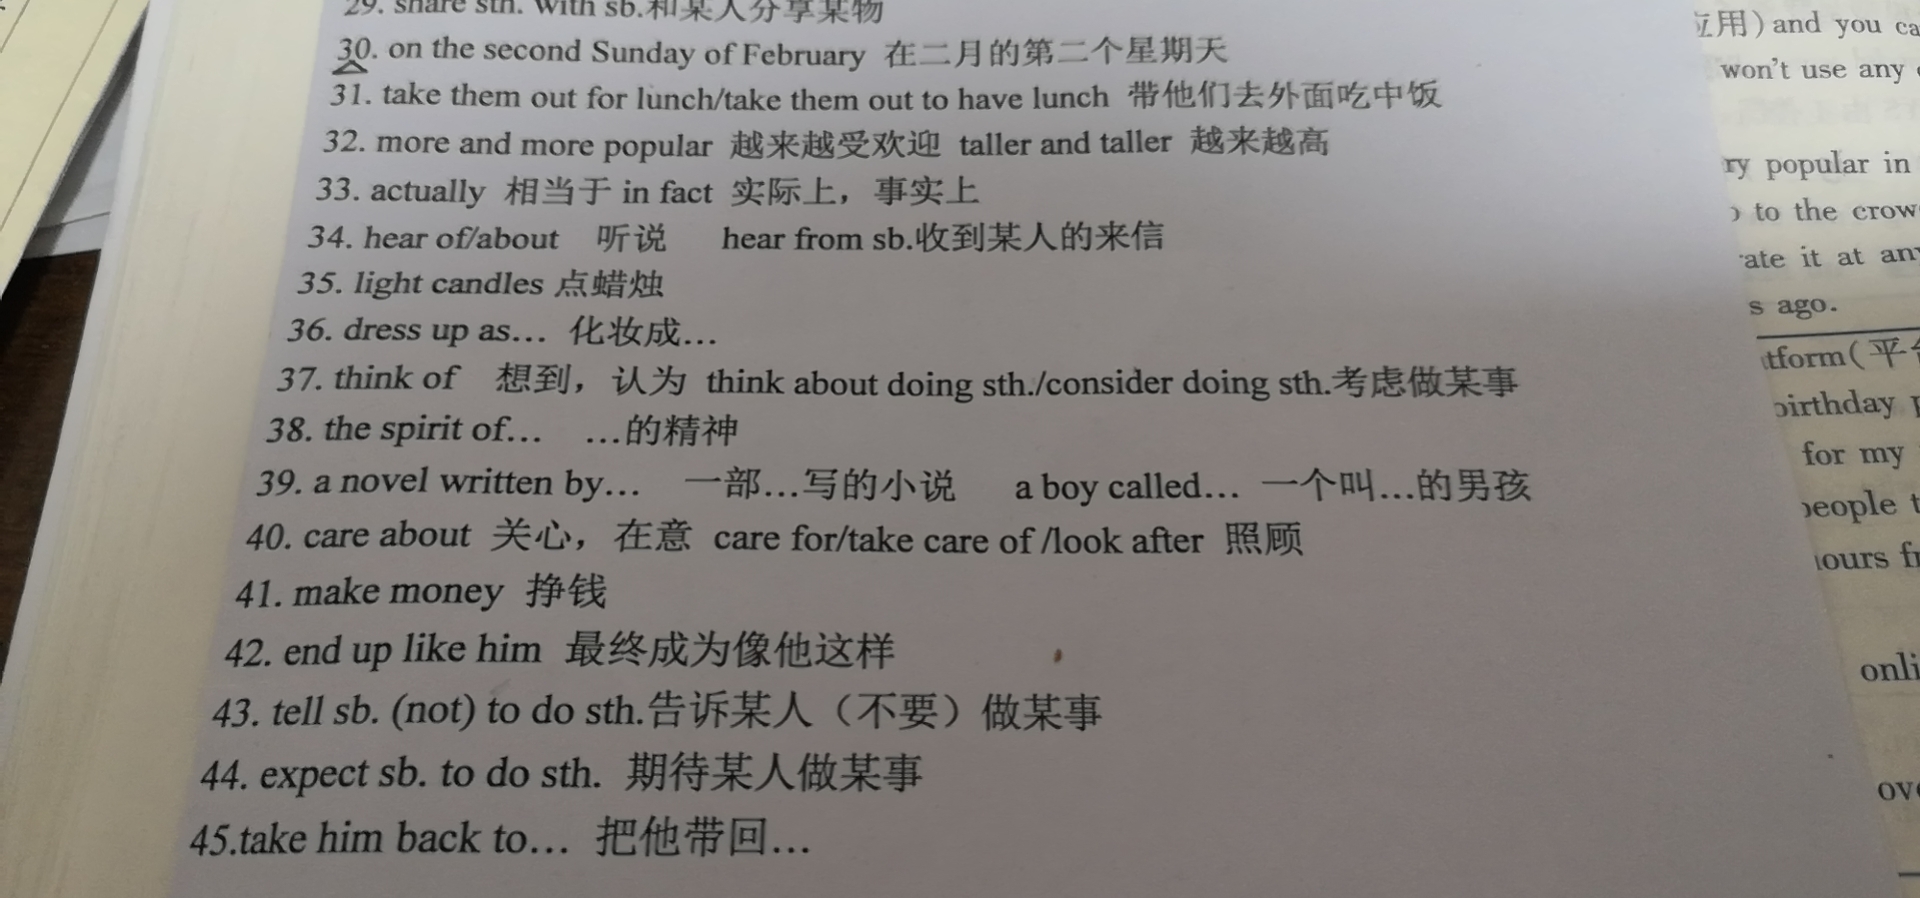 29. share sth. with sb.和某人分享某物
30. on the second Sunday of February 在二月的第二个星期天
31. take them out for lunch/take them out to have lunch 带他们去外面吃中饭
32. more and more popular 越来越受欢迎 taller and taller 越来越高
33. actually 相当于 in fact 实际上，事实上
34. hear of/about 听说 hear from sb.收到某人的来信
35. light candles 点蜡烛
36. dress up as… 化妆成…
37. think of 想到，认为 think about doing sth./consider doing sth.考虑做某事
38. the spirit of… …的精神
39. a novel written by… 一部…写的小说 a boy called… 一个叫…的男孩
40. care about 关心，在意 care for/take care of /look after 照顾
41. make money 挣钱
42. end up like him 最终成为像他这样
43. tell sb. (not) to do sth.告诉某人（不要）做某事
44. expect sb. to do sth. 期待某人做某事
45.take him back to… 把他带回…
用) and you
won't use any
popular in
to the
it at
s ago.
平
birthday
for my
people